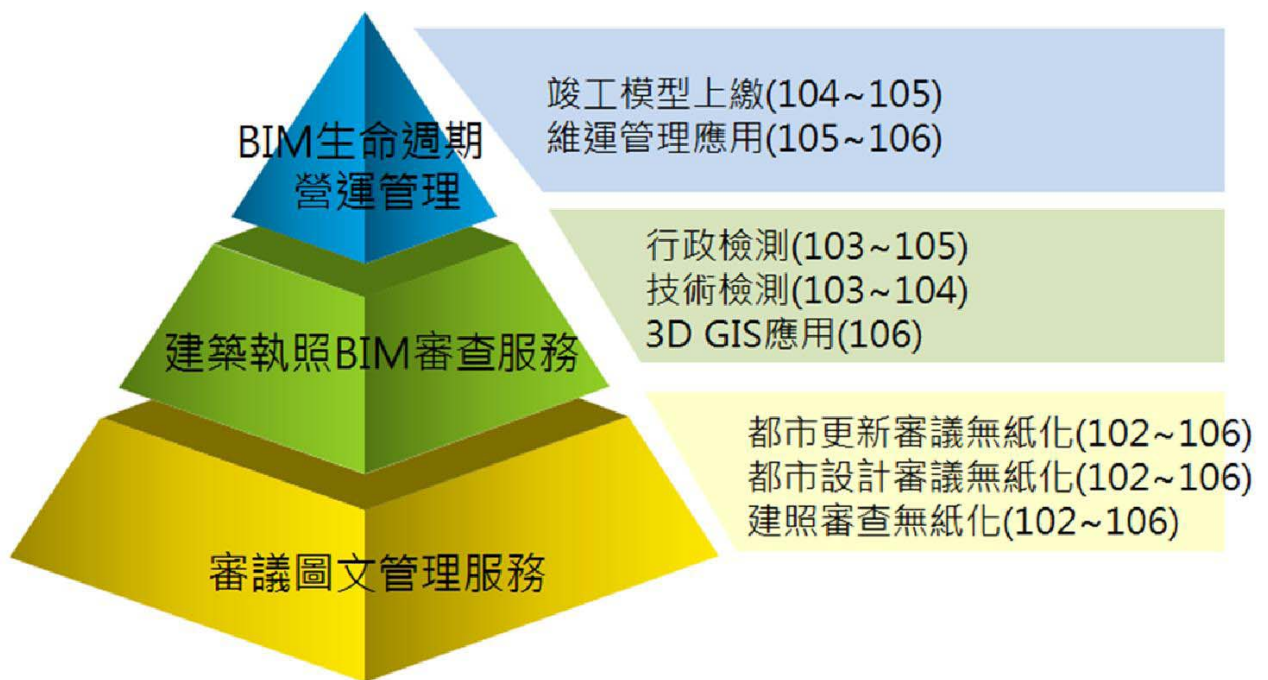 BIM生命週期
營運管理
竣工模型上繳(104~105)
維運管理應用(105~106)
建築執照BIM審查服務
行政檢測(103~105)
技術檢測(103~104)
3D GIS應用(106)
審議圖文管理服務
都市更新審議無紙化(102~106)
都市設計審議無紙化(102~106)
建照審查無紙化(102~106)